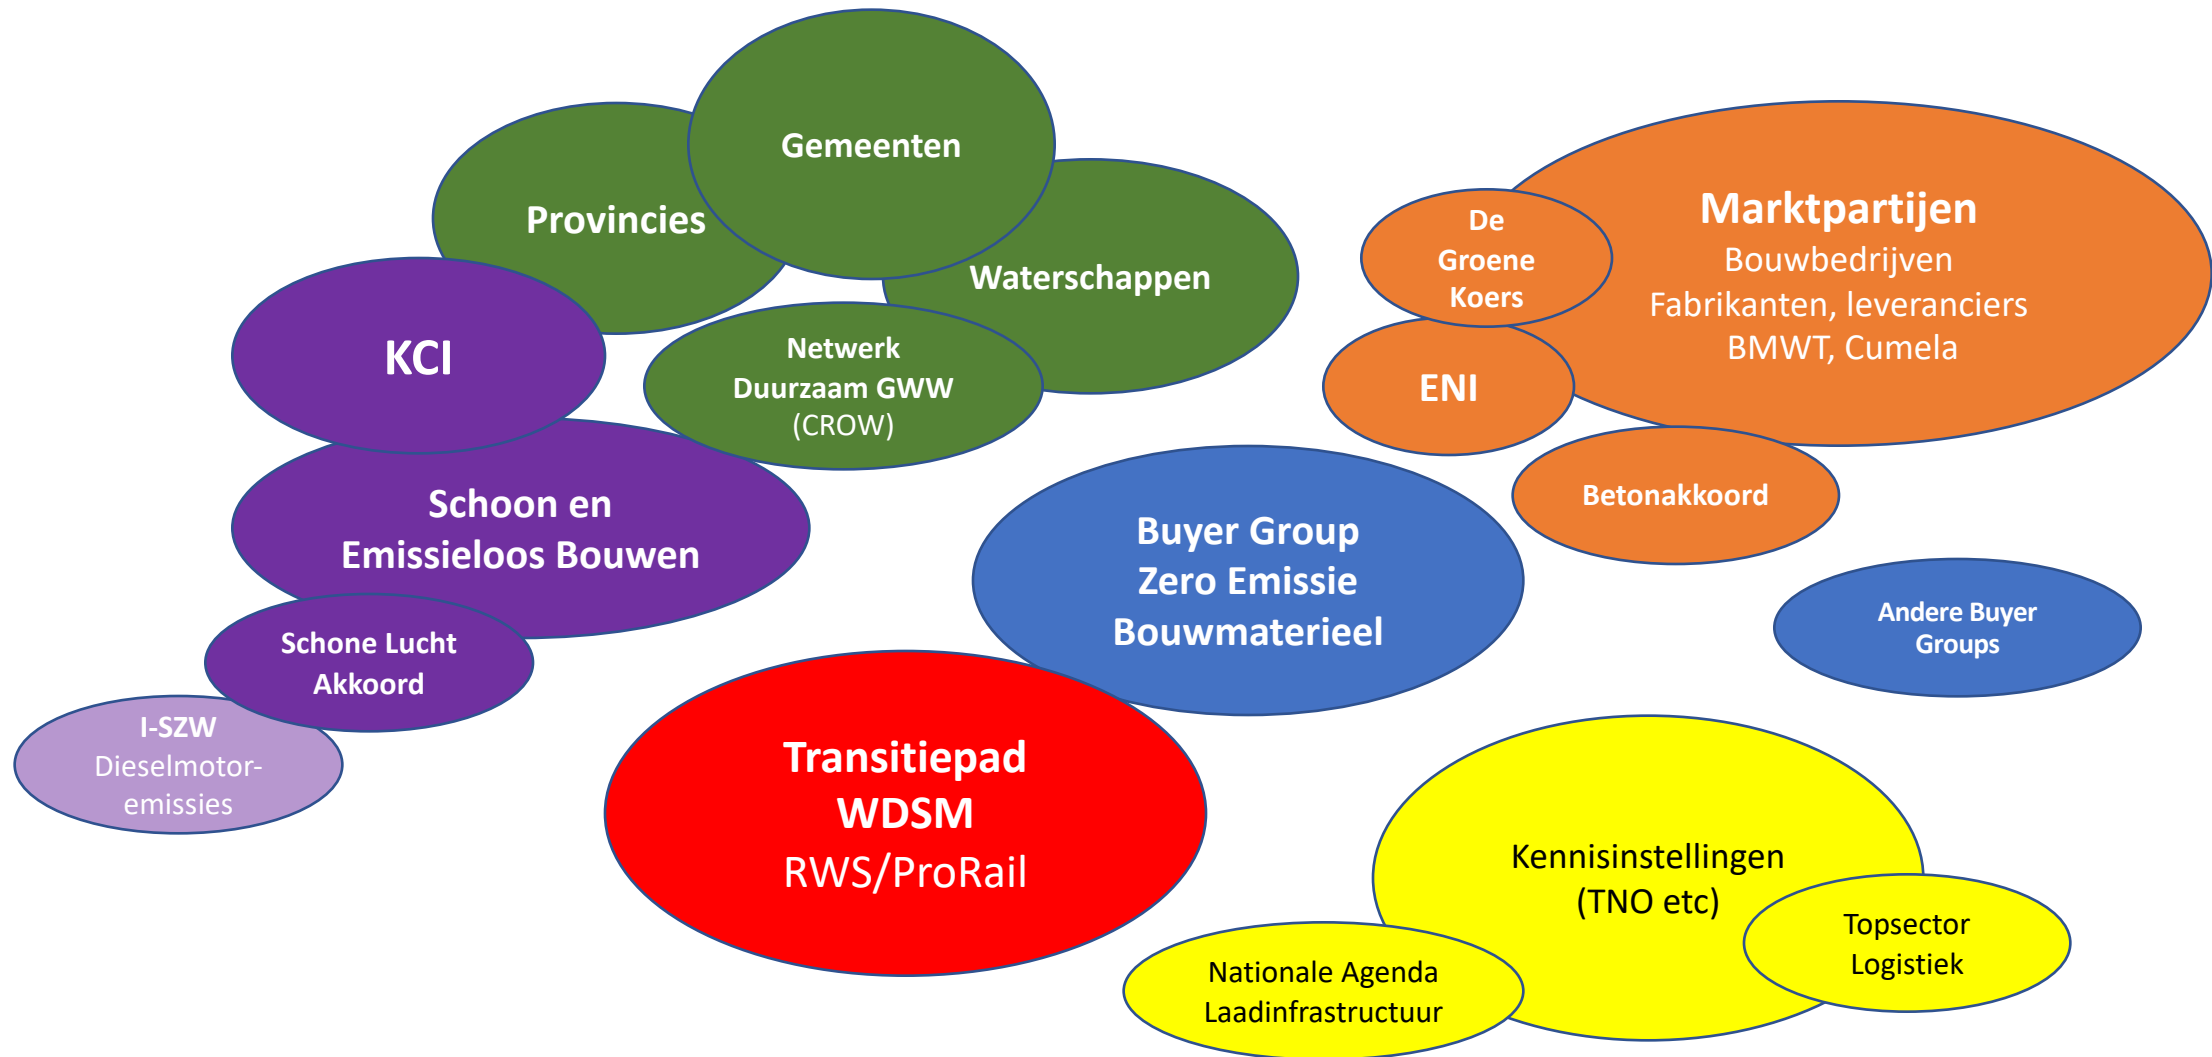 Gemeenten
Provincies
Waterschappen
KCI
Netwerk
Duurzaam GWW
(CROW)
De
Groene
Koers
Marktpartijen
Bouwbedrijven
Fabrikanten, leveranciers
BMWT, Cumela
ENI
Betonakkoord
Schoon en
Emissieloos Bouwen
Buyer Group
Zero Emissie
Bouwmaterieel
Andere Buyer
Groups
Schone Lucht
Akkoord
I-SZW
Dieselmotor-
emissies
Transitiepad
WDSM
RWS/ProRail
Kennisinstellingen
(TNO etc)
Topsector
Logistiek
Nationale Agenda
Laadinfrastructuur